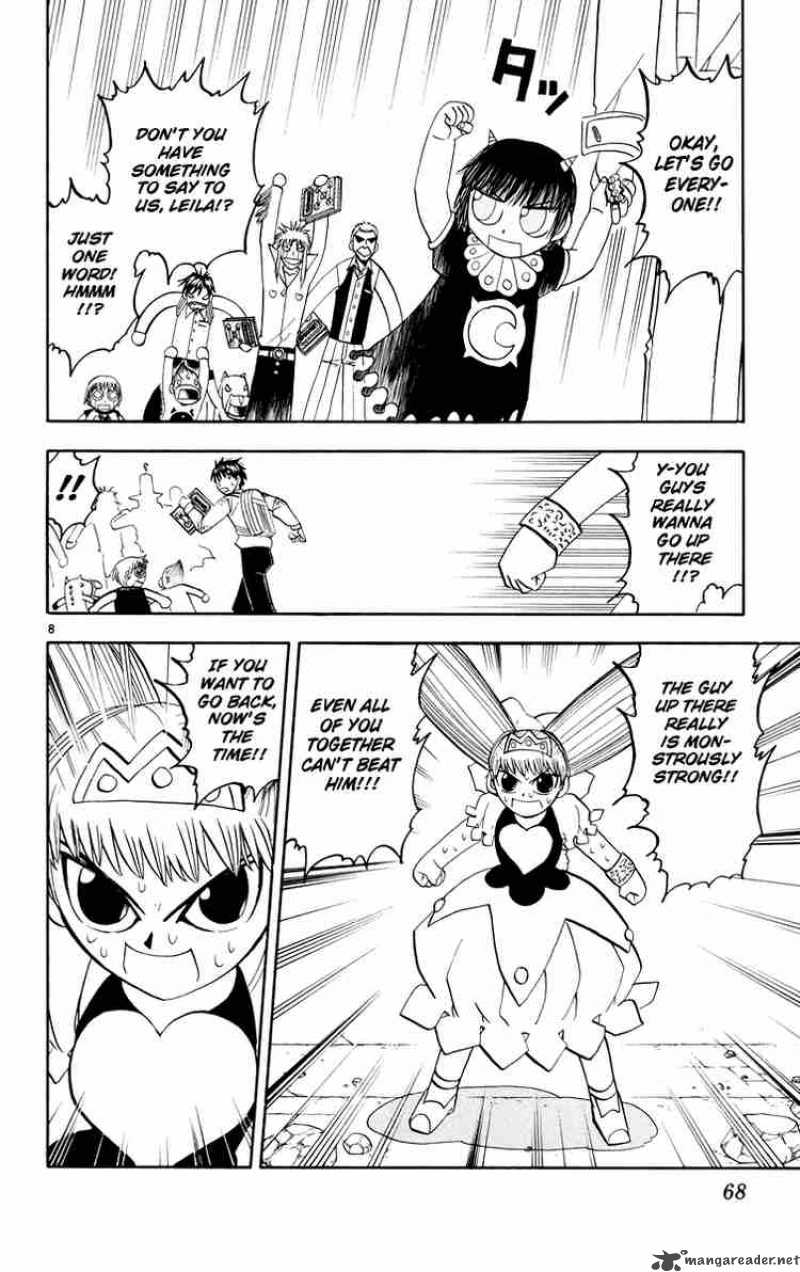 OKAY,
LET'S GO
EVERY-
ONE!!
タッ
DON'T YOU
HAVE
SOMETHING
TO SAY TO
US, LEILA!?
JUST
ONE
WORD!
HMMM
!!?
Y-YOU
GUYS
REALLY
WANNA
GO UP
THERE
!!?
!!
8
THE GUY
UP THERE
REALLY
IS MON-
STROUSLY
STRONG!!
EVEN ALL
OF YOU
TOGETHER
CAN'T BEAT
HIM!!!
IF YOU
WANT TO
GO BACK,
NOW'S
THE TIME!!
68
mangareader.net